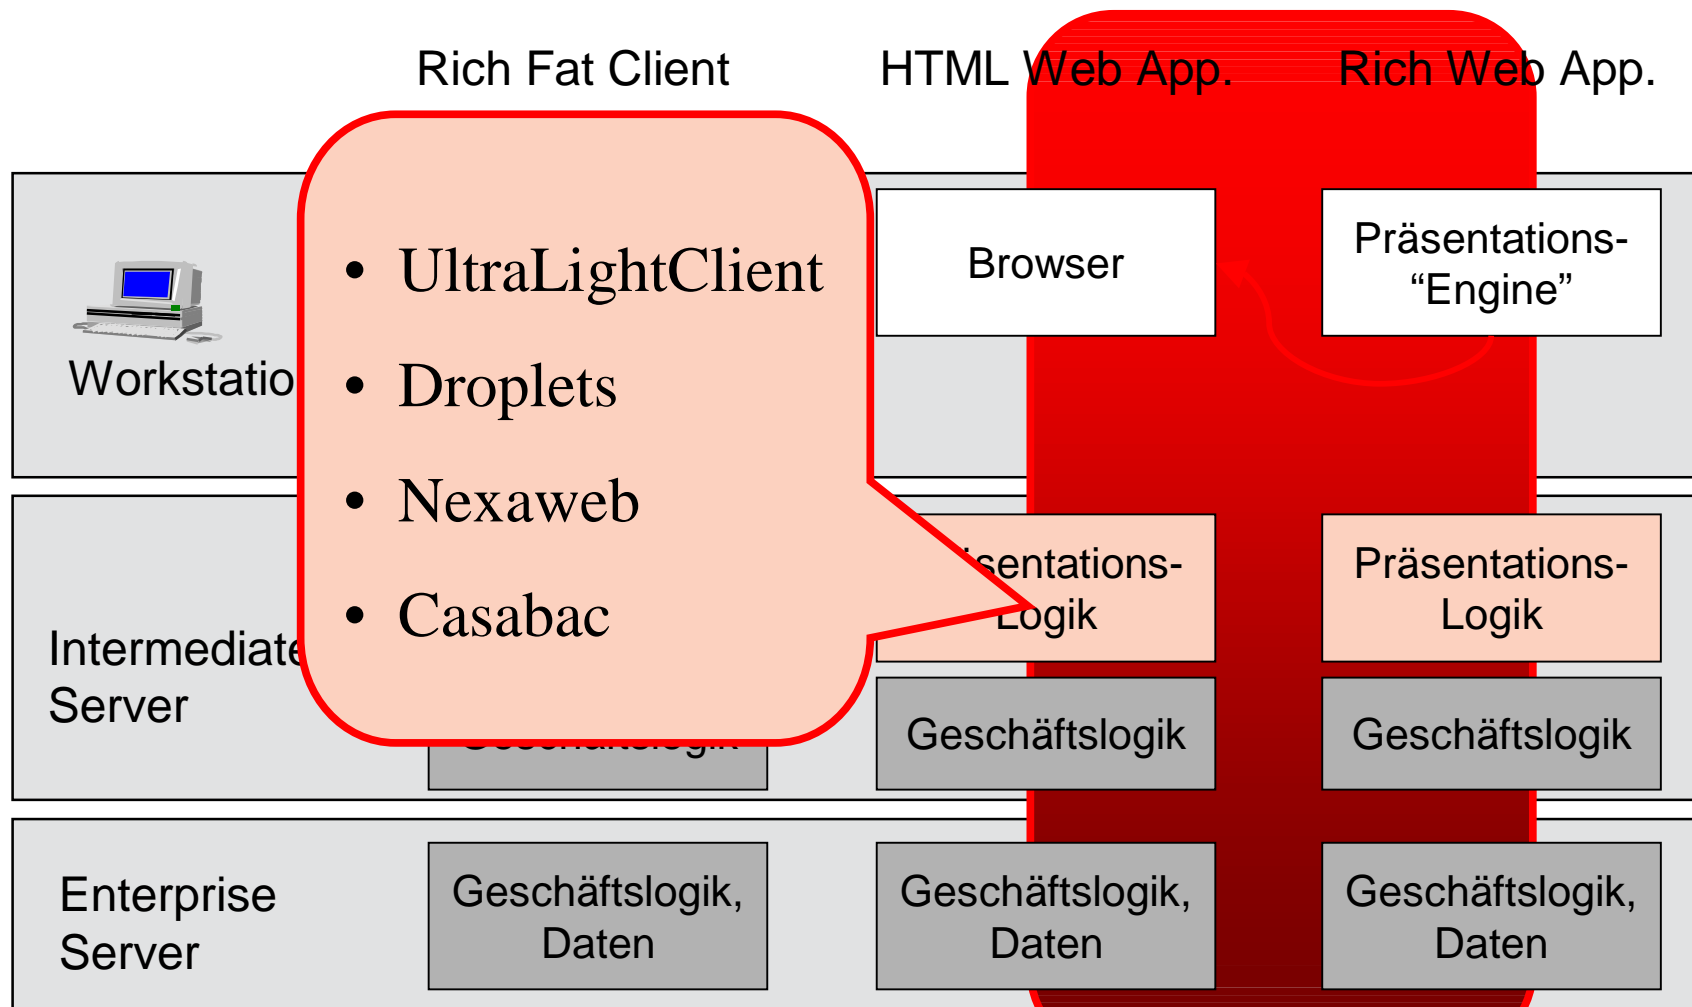 Rich Fat Client
HTML Web App.
Rich Web App.
Workstatio
• UltraLightClient
• Droplets
• Nexaweb
• Casabac
Browser
Präsentations-
“Engine”
Intermediate
Server
sentations-
Logik
Präsentations-
Logik
Geschäftslogik
Geschäftslogik
Geschäftslogik
Enterprise
Server
Geschäftslogik,
Daten
Geschäftslogik,
Daten
Geschäftslogik,
Daten